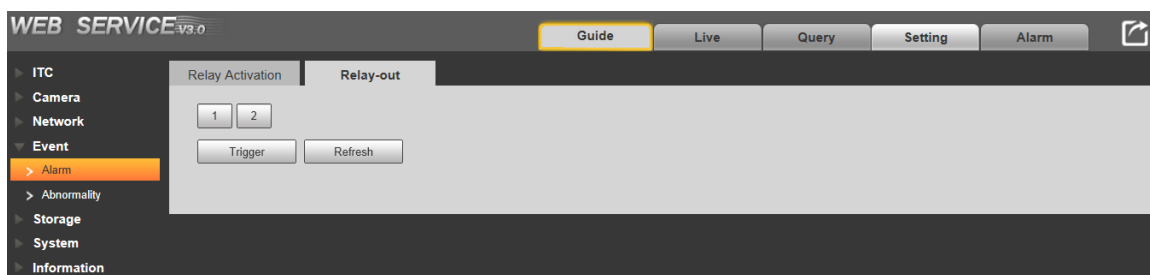 WEB SERVICE-V3.0
Guide Live Query Setting Alarm
ITC
Camera
Network
Event
> Alarm
> Abnormality
Storage
System
Information
Relay Activation Relay-out
1 2
Trigger Refresh